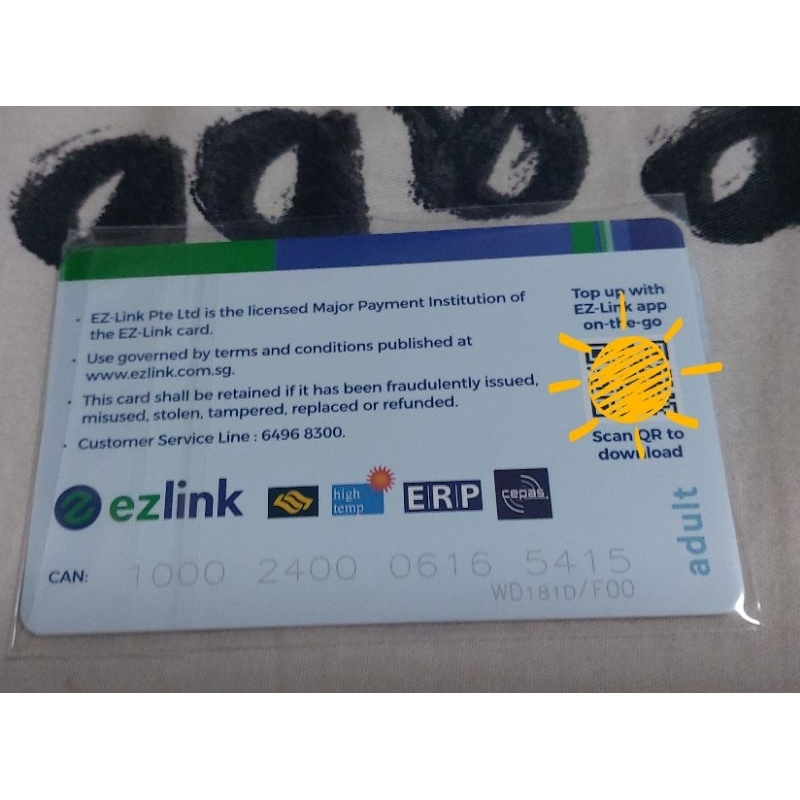 EZ-Link Pte Ltd is the licensed Major Payment Institution of
the EZ-Link card.
Use governed by terms and conditions published at
www.ezlink.com.sg.
This card shall be retained if it has been fraudulently issued,
misused, stolen, tampered, replaced or refunded.
Customer Service Line : 6496 8300.
Top up with
EZ-Link app
on-the-go
Scan QR to
download
ezlink
high
temp
E|R|P
cepas
adult
CAN: 1000 2400 0616 5415
WD181D/F00